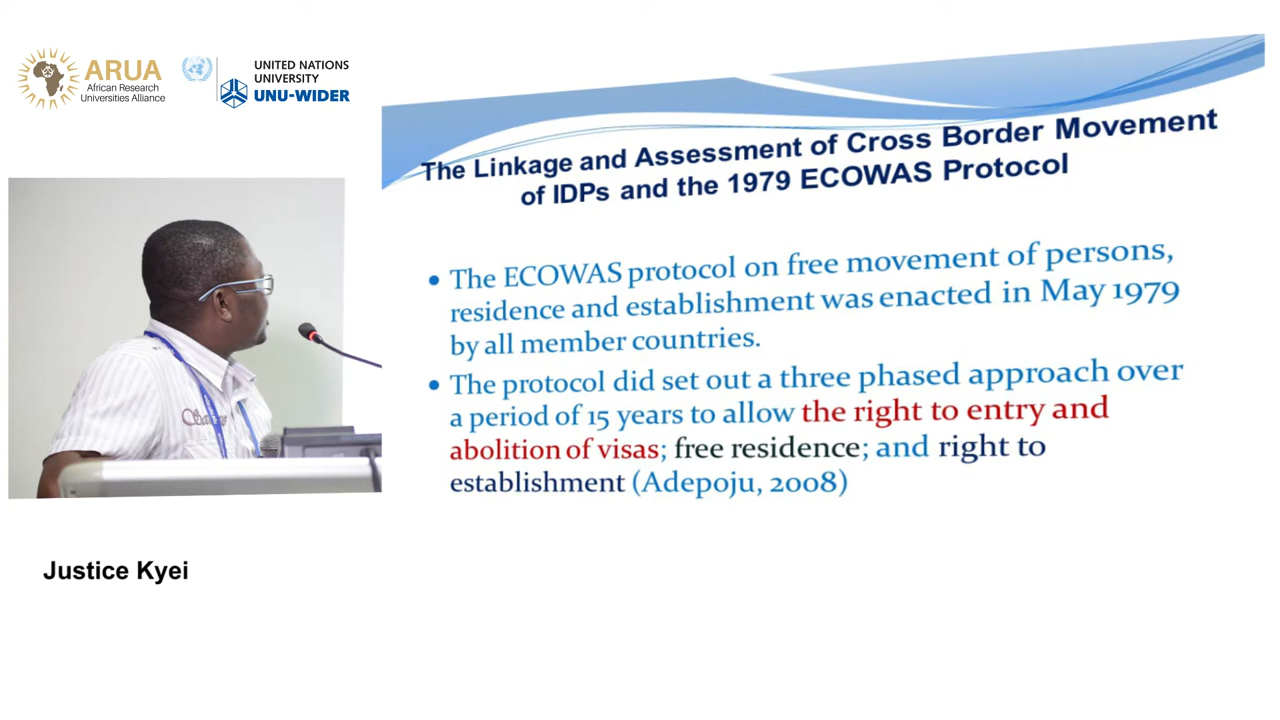 ARUA
African Research
Universities Alliance
UNITED NATIONS
UNIVERSITY
UNU-WIDER
The Linkage and Assessment of Cross Border Movement
of IDPs and the 1979 ECOWAS Protocol
• The ECOWAS protocol on free movement of persons,
residence and establishment was enacted in May 1979
by all member countries.
• The protocol did set out a three phased approach over
a period of 15 years to allow the right to entry and
abolition of visas; free residence; and right to
establishment (Adepoju, 2008)
Justice Kyei